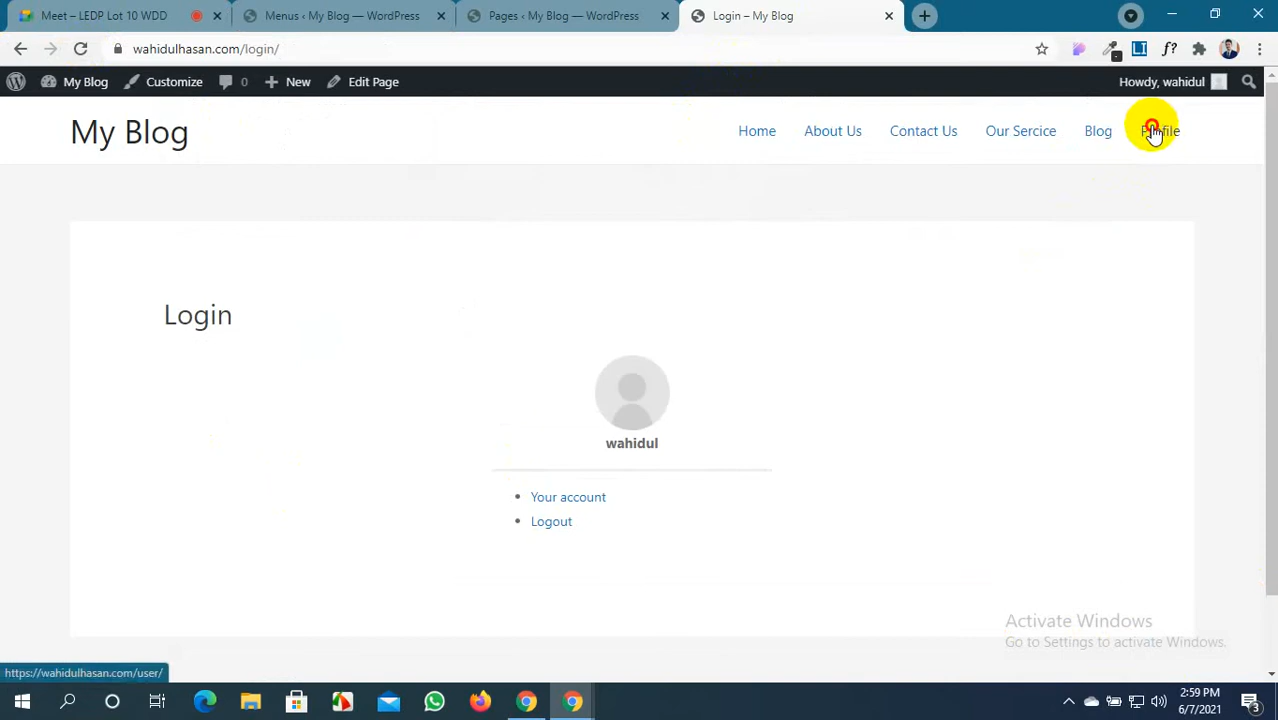 Meet – LEDP Lot 10 WDD
Menus ‹ My Blog — WordPress
Pages ‹ My Blog — WordPress
Login – My Blog
wahidulhasan.com/login/
My Blog
Customize
0
New
Edit Page
Howdy, wahidul
My Blog
Home
About Us
Contact Us
Our Sercice
Blog
Profile
Login
wahidul
Your account
Logout
Activate Windows
Go to Settings to activate Windows.
https://wahidulhasan.com/user/
2:59 PM
6/7/2021
3